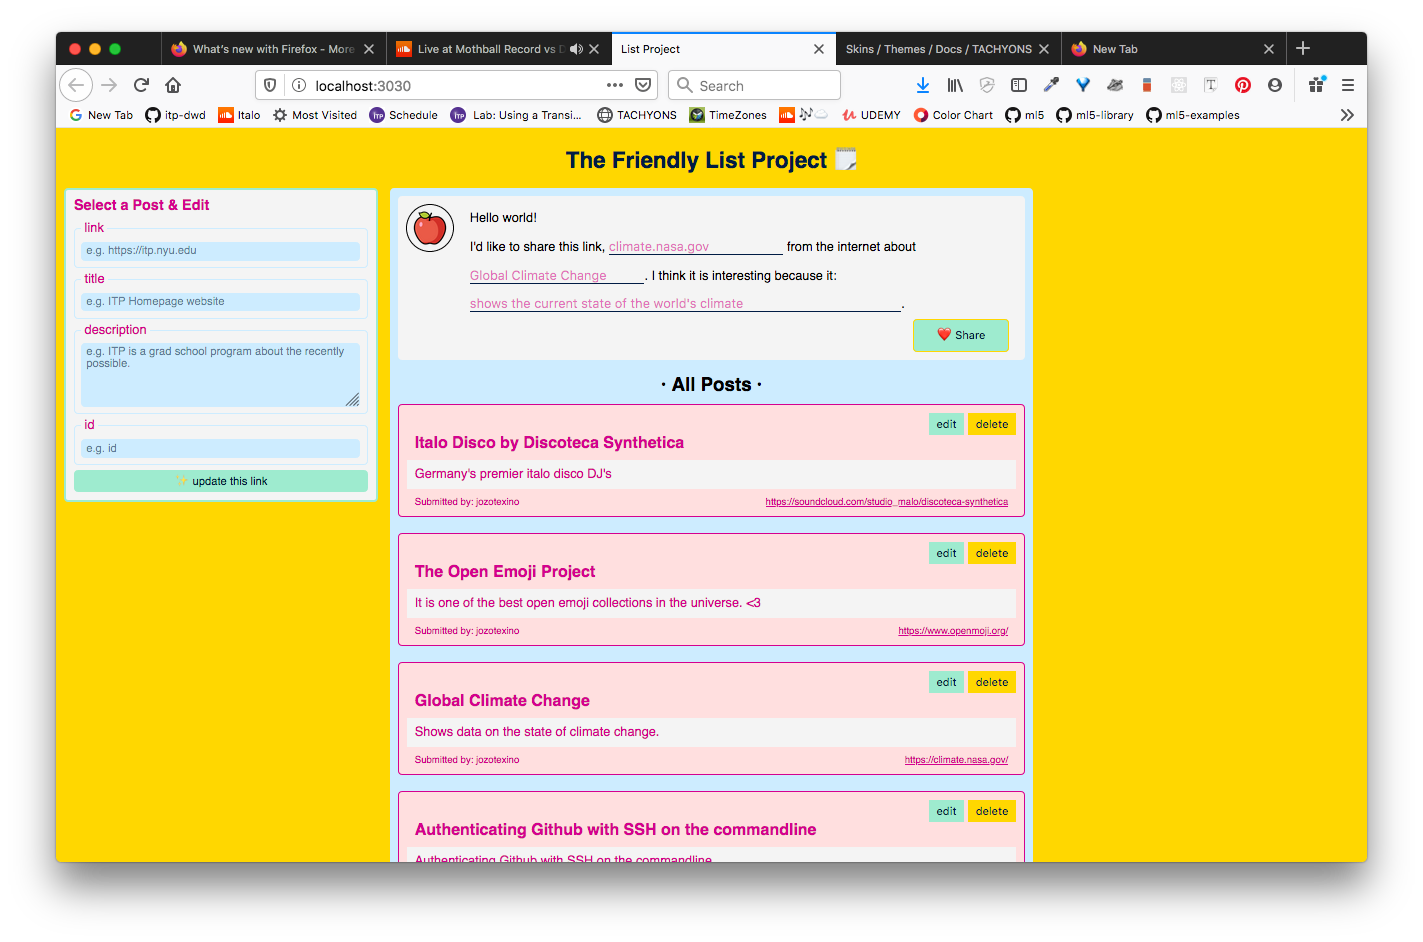 What's new with Firefox - More
Live at Mothball Record vs D
List Project
Skins / Themes / Docs / TACHYONS
New Tab
localhost:3030
Search
New Tab
itp-dwd
Italo
Most Visited
Schedule
Lab: Using a Transi...
TACHYONS
TimeZones
UDEMY
Color Chart
ml5
ml5-library
ml5-examples
The Friendly List Project
Select a Post & Edit
link
e.g. https://itp.nyu.edu
title
e.g. ITP Homepage website
description
e.g. ITP is a grad school program about the recently
possible.
id
e.g. id
update this link
Hello world!
I'd like to share this link, climate.nasa.gov from the internet about
Global Climate Change . I think it is interesting because it:
shows the current state of the world's climate .
Share
· All Posts ·
edit delete
Italo Disco by Discoteca Synthetica
Germany's premier italo disco DJ's
Submitted by: jozotexino https://soundcloud.com/studio_malo/discoteca-synthetica
edit delete
The Open Emoji Project
It is one of the best open emoji collections in the universe. <3
Submitted by: jozotexino https://www.openmoji.org/
edit delete
Global Climate Change
Shows data on the state of climate change.
Submitted by: jozotexino https://climate.nasa.gov/
edit delete
Authenticating Github with SSH on the commandline
Authenticating Github with SSH on the commandline